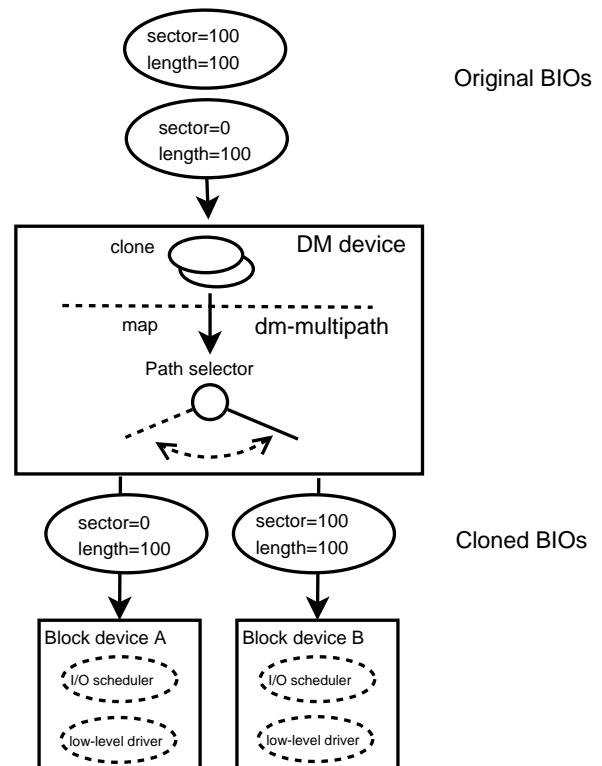 sector=100
length=100
Original BIOs
sector=0
length=100
clone
DM device
map
dm-multipath
Path selector
sector=0
length=100
sector=100
length=100
Cloned BIOs
Block device A
Block device B
I/O scheduler
I/O scheduler
low-level driver
low-level driver